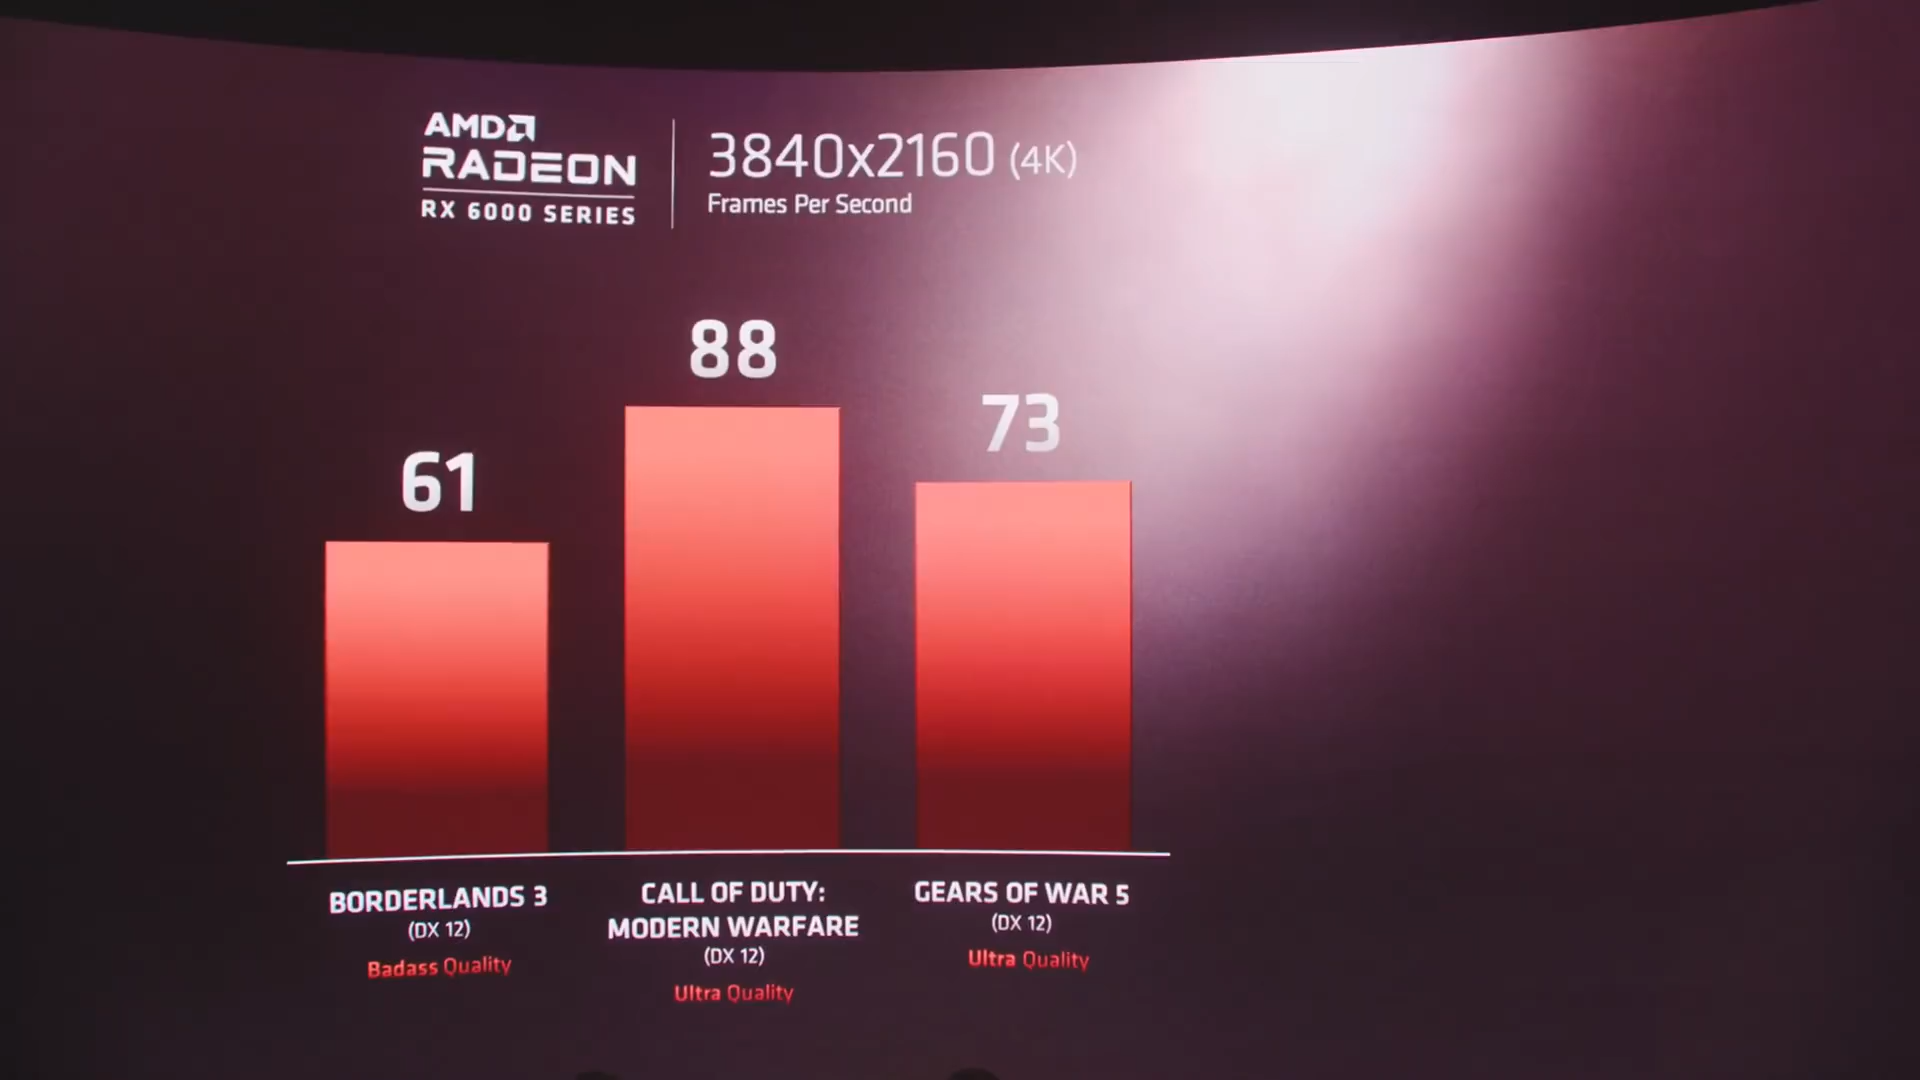 AMD
RADEON
RX 6000 SERIES
3840x2160 (4K)
Frames Per Second
61
88
73
BORDERLANDS 3
(DX 12)
Badass Quality
CALL OF DUTY:
MODERN WARFARE
(DX 12)
Ultra Quality
GEARS OF WAR 5
(DX 12)
Ultra Quality